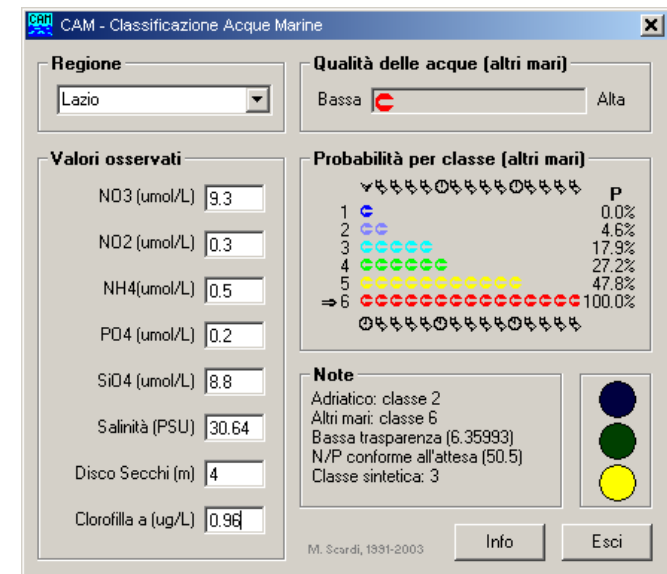 CAM
CAM - Classificazione Acque Marine
Regione
Lazio
Qualità delle acque (altri mari)
Bassa
Alta
Valori osservati
NO3 (umol/L) 9.3
NO2 (umol/L) 0.3
NH4(umol/L) 0.5
PO4 (umol/L) 0.2
SiO4 (umol/L) 8.8
Salinità (PSU) 30.64
Disco Secchi (m) 4
Clorofilla a (ug/L) 0.96
Probabilità per classe (altri mari)
P
1 0.0%
2 4.6%
3 17.9%
4 27.2%
5 47.8%
⇒6 100.0%
Note
Adriatico: classe 2
Altri mari: classe 6
Bassa trasparenza (6.35993)
N/P conforme all'attesa (50.5)
Classe sintetica: 3
M. Scardi, 1991-2003
Info
Esci